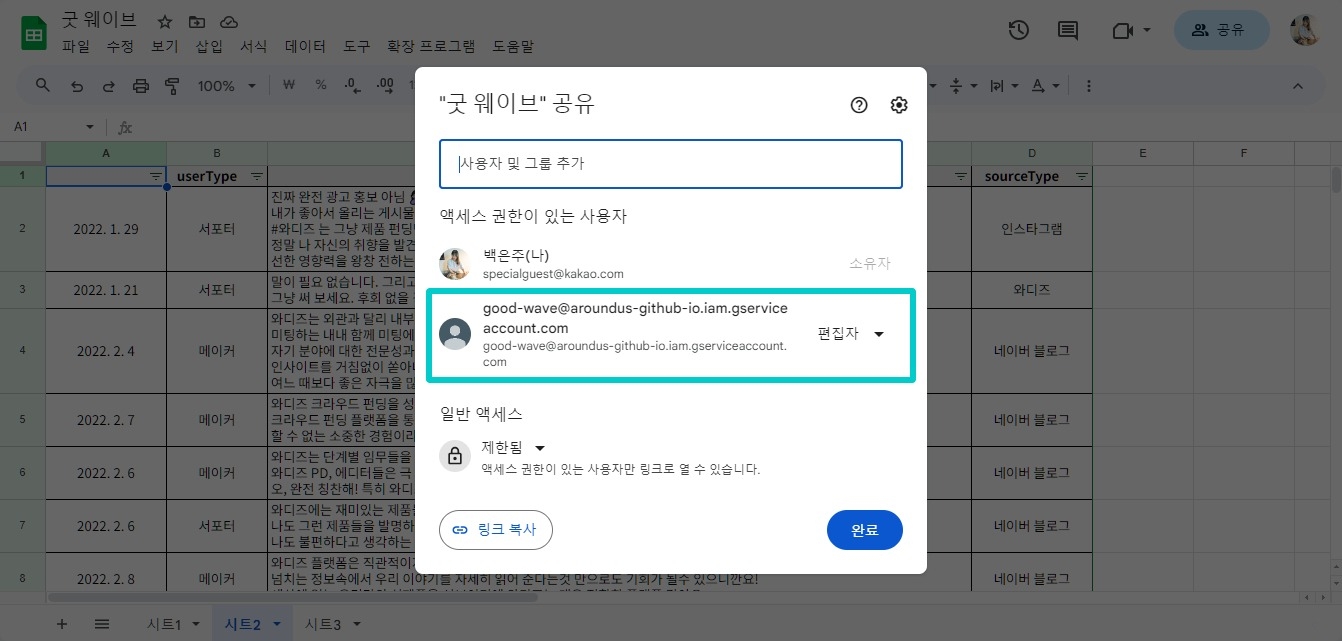 굿 웨이브
파일 수정 보기 삽입 서식 데이터 도구 확장 프로그램 도움말
공유
100% ₩ % .0 .00
A1 fx
A B D E F
1 userType sourceType
2 2022. 1. 29 서포터 인스타그램
진짜 완전 광고 홍보 아님
내가 좋아서 올리는 게시물
#와디즈 는 그냥 제품 펀딩
정말 나 자신의 취향을 발견
선한 영향력을 왕창 전하는
3 2022. 1. 21 서포터 와디즈
말이 필요 없습니다. 그리고
그냥 써 보세요. 후회 없을
4 2022. 2. 4 메이커 네이버 블로그
와디즈는 외관과 달리 내부
미팅하는 내내 함께 미팅에
자기 분야에 대한 전문성과
인사이트를 거침없이 쏟아
여느 때보다 좋은 자극을 많
5 2022. 2. 7 메이커 네이버 블로그
와디즈 크라우드 펀딩을 성
크라우드 펀딩 플랫폼을 통
할 수 없는 소중한 경험이
6 2022. 2. 6 메이커 네이버 블로그
와디즈는 단계별 임무들을
와디즈 PD, 에디터들은 극
오, 완전 칭찬해! 특히 와디
7 2022. 2. 6 서포터 네이버 블로그
와디즈에는 재미있는 제품
나도 그런 제품들을 발명하
나도 불편하다고 생각하는
8 2022. 2. 8 메이커 네이버 블로그
와디즈 플랫폼은 직관적이
넘치는 정보속에서 우리 이야기를 자세히 읽어 준다는것 만으로도 기회가 될수 있으니깐요!
"굿 웨이브" 공유
사용자 및 그룹 추가
액세스 권한이 있는 사용자
백은주(나)
specialguest@kakao.com 소유자
good-wave@aroundus-github-io.iam.gservice
account.com
good-wave@aroundus-github-io.iam.gserviceaccount.
com
편집자
일반 액세스
제한됨
액세스 권한이 있는 사용자만 링크로 열 수 있습니다.
링크 복사 완료
시트1 시트2 시트3